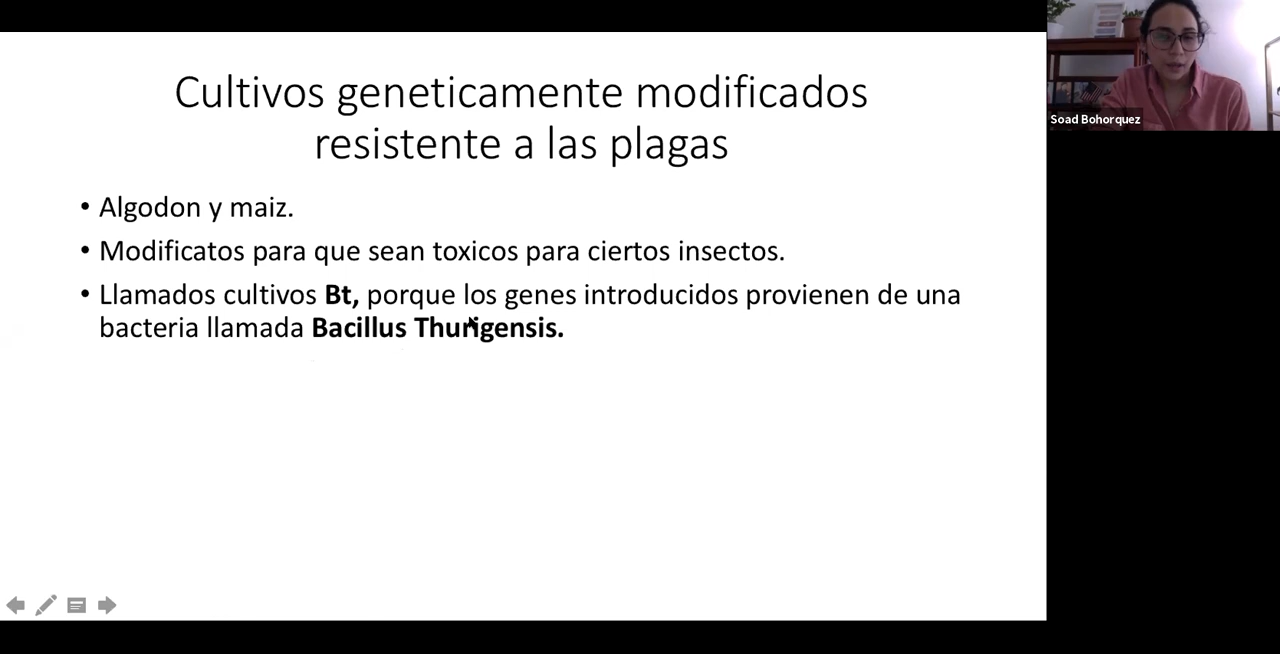 Cultivos geneticamente modificados
resistente a las plagas
• Algodon y maiz.
• Modificatos para que sean toxicos para ciertos insectos.
• Llamados cultivos Bt, porque los genes introducidos provienen de una
bacteria llamada Bacillus Thurigensis.
Soad Bohorquez